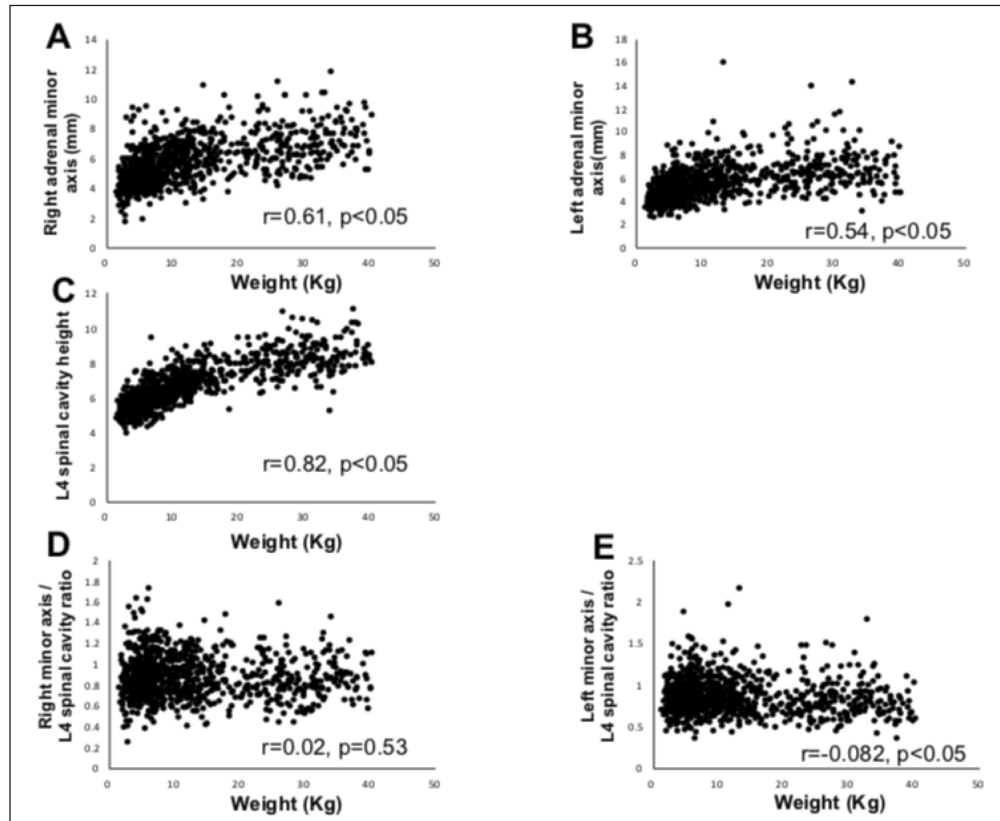 A
Right adrenal minor
axis (mm)
14
12
10
8
6
4
2
0
0 10 20 30 40 50
r=0.61, p<0.05
Weight (Kg)
B
Left adrenal minor
axis(mm)
18
16
14
12
10
8
6
4
2
0
0 10 20 30 40 50
r=0.54, p<0.05
Weight (Kg)
C
L4 spinal cavity height
12
10
8
6
4
2
0
0 10 20 30 40 50
r=0.82, p<0.05
Weight (Kg)
D
Right minor axis /
L4 spinal cavity ratio
2
1.8
1.6
1.4
1.2
1
0.8
0.6
0.4
0.2
0
0 10 20 30 40 50
r=0.02, p=0.53
Weight (Kg)
E
Left minor axis /
L4 spinal cavity ratio
2.5
2
1.5
1
0.5
0
0 10 20 30 40 50
r=-0.082, p<0.05
Weight (Kg)